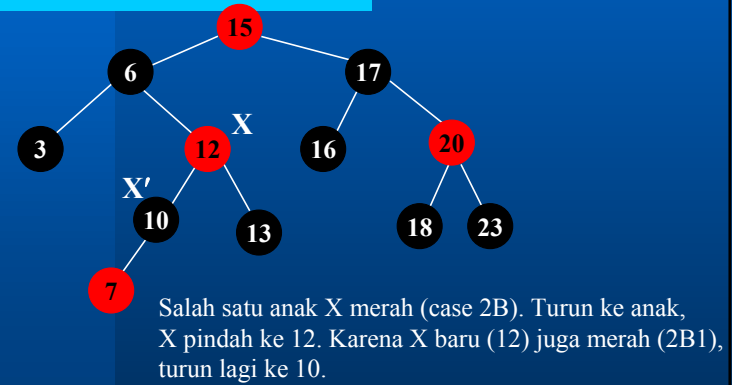 15
6
17
X
3
12
16
20
X′
10
13
18
23
7
Salah satu anak X merah (case 2B). Turun ke anak,
X pindah ke 12. Karena X baru (12) juga merah (2B1),
turun lagi ke 10.